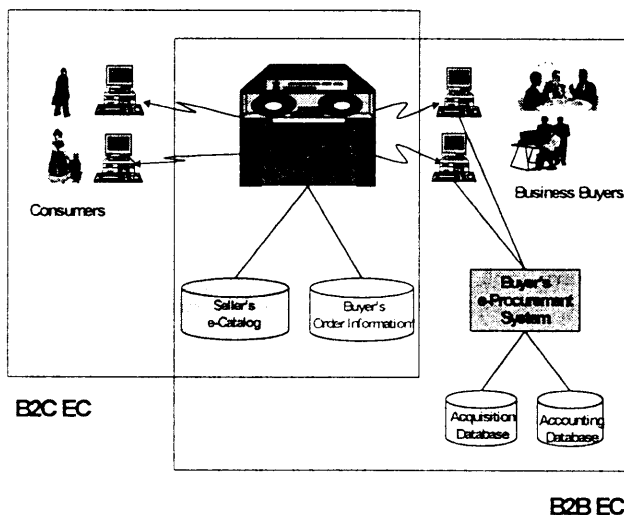 Consumers
Business Buyers
Seller's
e-Catalog
Buyer's
Order Information
Buyer's
e-Procurement
System
Acquisition
Database
Accounting
Database
B2C EC
B2B EC